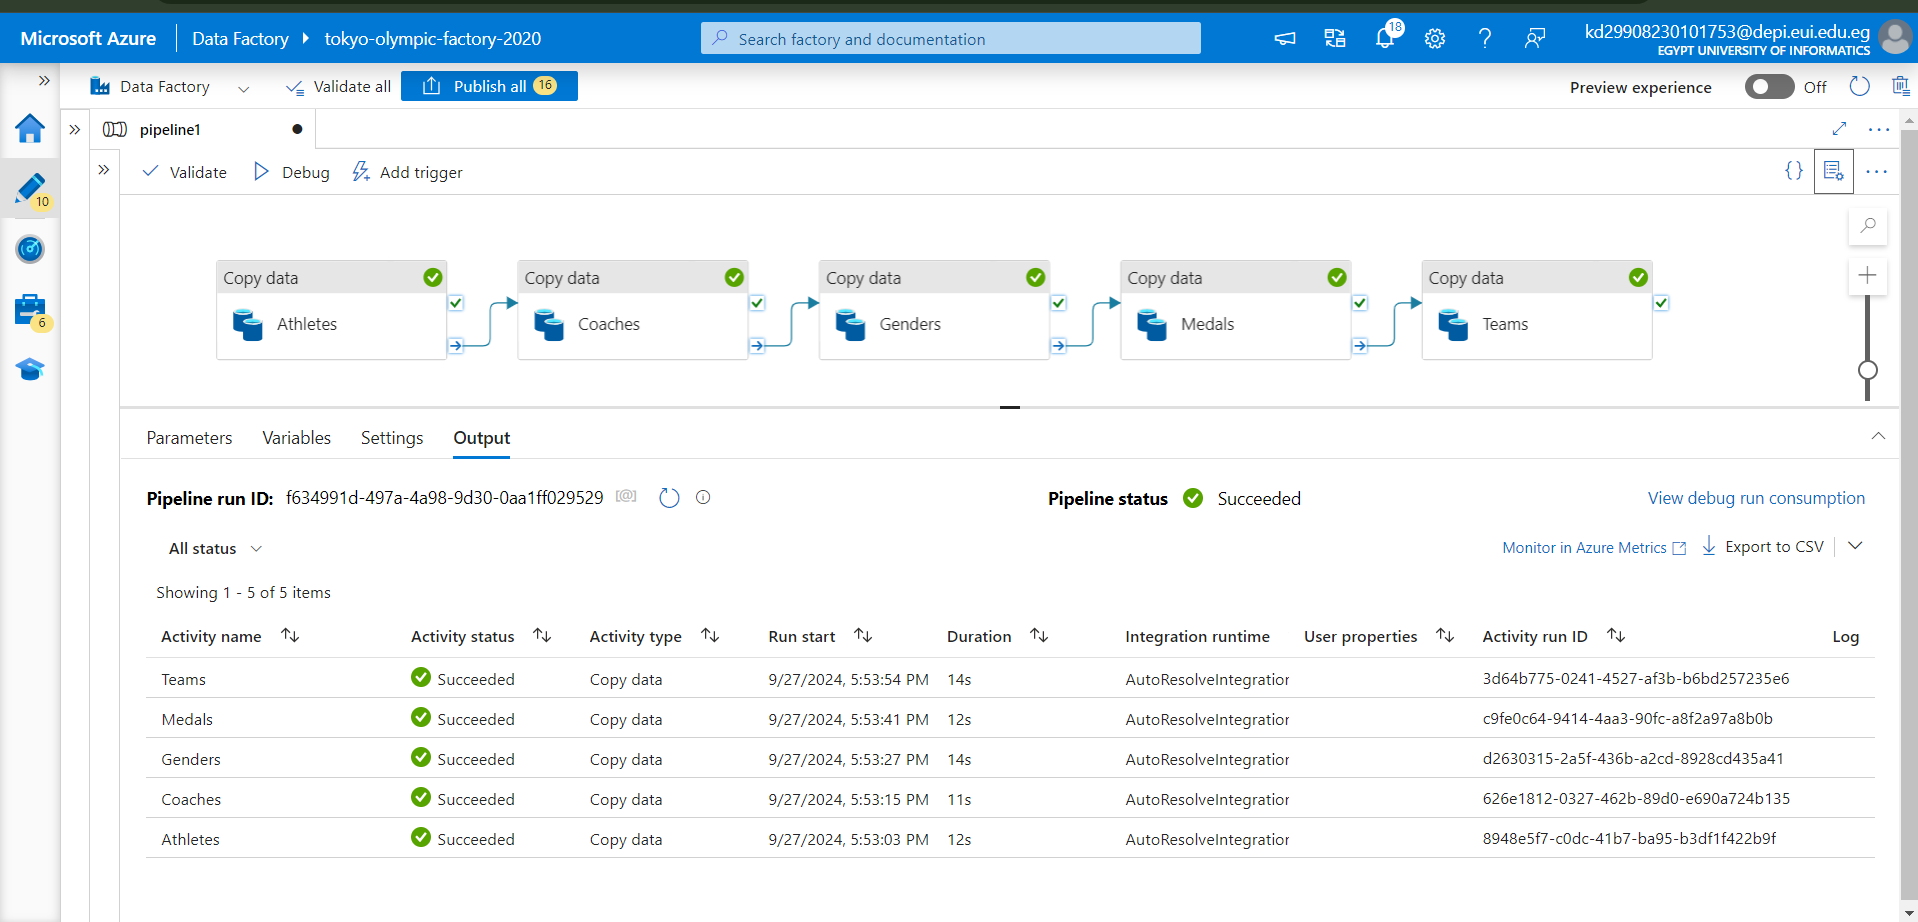 Microsoft Azure Data Factory tokyo-olympic-factory-2020 Search factory and documentation 18 kd29908230101753@depi.eui.edu.eg
EGYPT UNIVERSITY OF INFORMATICS
Data Factory Validate all Publish all 16 Preview experience Off
pipeline1
Validate Debug Add trigger
10
6
Copy data Copy data Copy data Copy data Copy data
Athletes Coaches Genders Medals Teams
Parameters Variables Settings Output
Pipeline run ID: f634991d-497a-4a98-9d30-0aa1ff029529 [@] Pipeline status Succeeded View debug run consumption
All status Monitor in Azure Metrics Export to CSV
Showing 1 - 5 of 5 items
Activity name Activity status Activity type Run start Duration Integration runtime User properties Activity run ID Log
Teams Succeeded Copy data 9/27/2024, 5:53:54 PM 14s AutoResolveIntegration 3d64b775-0241-4527-af3b-b6bd257235e6
Medals Succeeded Copy data 9/27/2024, 5:53:41 PM 12s AutoResolveIntegration c9fe0c64-9414-4aa3-90fc-a8f2a97a8b0b
Genders Succeeded Copy data 9/27/2024, 5:53:27 PM 14s AutoResolveIntegration d2630315-2a5f-436b-a2cd-8928cd435a41
Coaches Succeeded Copy data 9/27/2024, 5:53:15 PM 11s AutoResolveIntegration 626e1812-0327-462b-89d0-e690a724b135
Athletes Succeeded Copy data 9/27/2024, 5:53:03 PM 12s AutoResolveIntegration 8948e5f7-c0dc-41b7-ba95-b3df1f422b9f